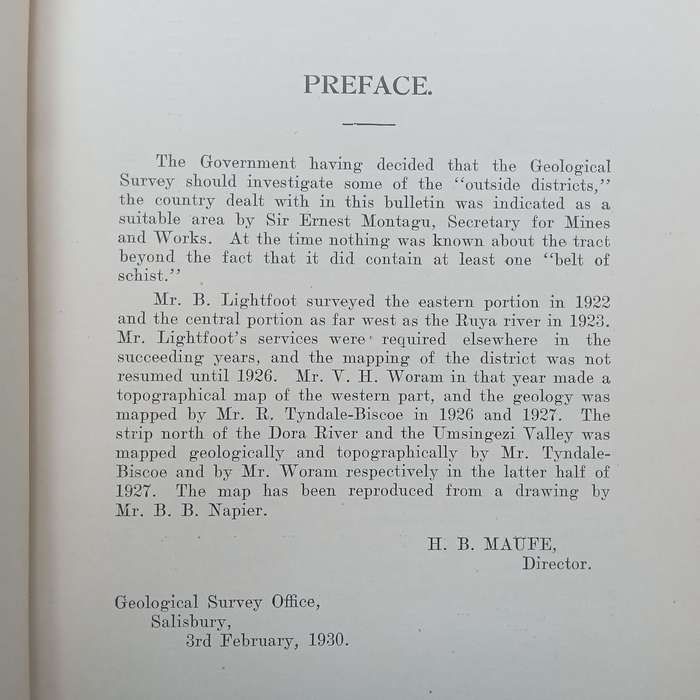 PREFACE.
The Government having decided that the Geological
Survey should investigate some of the "outside districts,"
the country dealt with in this bulletin was indicated as a
suitable area by Sir Ernest Montagu, Secretary for Mines
and Works. At the time nothing was known about the tract
beyond the fact that it did contain at least one "belt of
schist."
Mr. B. Lightfoot surveyed the eastern portion in 1922
and the central portion as far west as the Ruya river in 1923.
Mr. Lightfoot's services were required elsewhere in the
succeeding years, and the mapping of the district was not
resumed until 1926. Mr. V. H. Woram in that year made a
topographical map of the western part, and the geology was
mapped by Mr. R. Tyndale-Biscoe in 1926 and 1927. The
strip north of the Dora River and the Umsingezi Valley was
mapped geologically and topographically by Mr. Tyndale-
Biscoe and by Mr. Woram respectively in the latter half of
1927. The map has been reproduced from a drawing by
Mr. B. B. Napier.
H. B. MAUFE,
Director.
Geological Survey Office,
Salisbury,
3rd February, 1930.